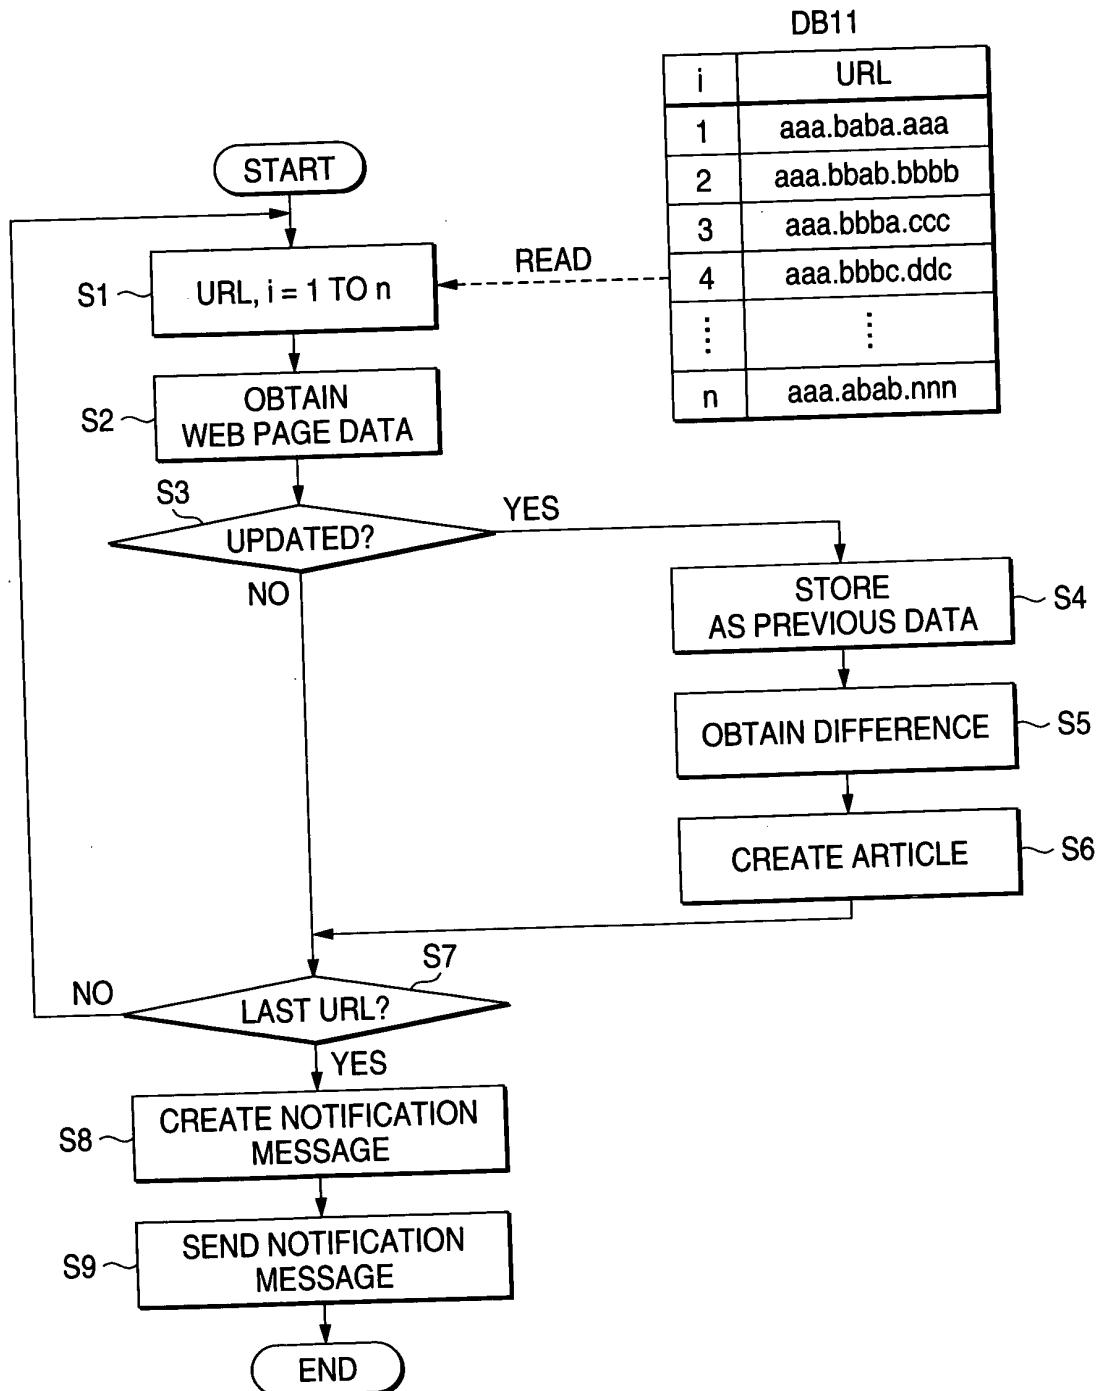 DB11
i URL
1 aaa.baba.aaa
2 aaa.bbab.bbbb
3 aaa.bbba.ccc
4 aaa.bbbc.ddc
n aaa.abab.nnn
START
READ
S1
URL, i = 1 TO n
S2
OBTAIN
WEB PAGE DATA
S3
UPDATED?
YES
NO
STORE
AS PREVIOUS DATA
S4
OBTAIN DIFFERENCE
S5
CREATE ARTICLE
S6
S7
LAST URL?
NO
YES
S8
CREATE NOTIFICATION
MESSAGE
S9
SEND NOTIFICATION
MESSAGE
END